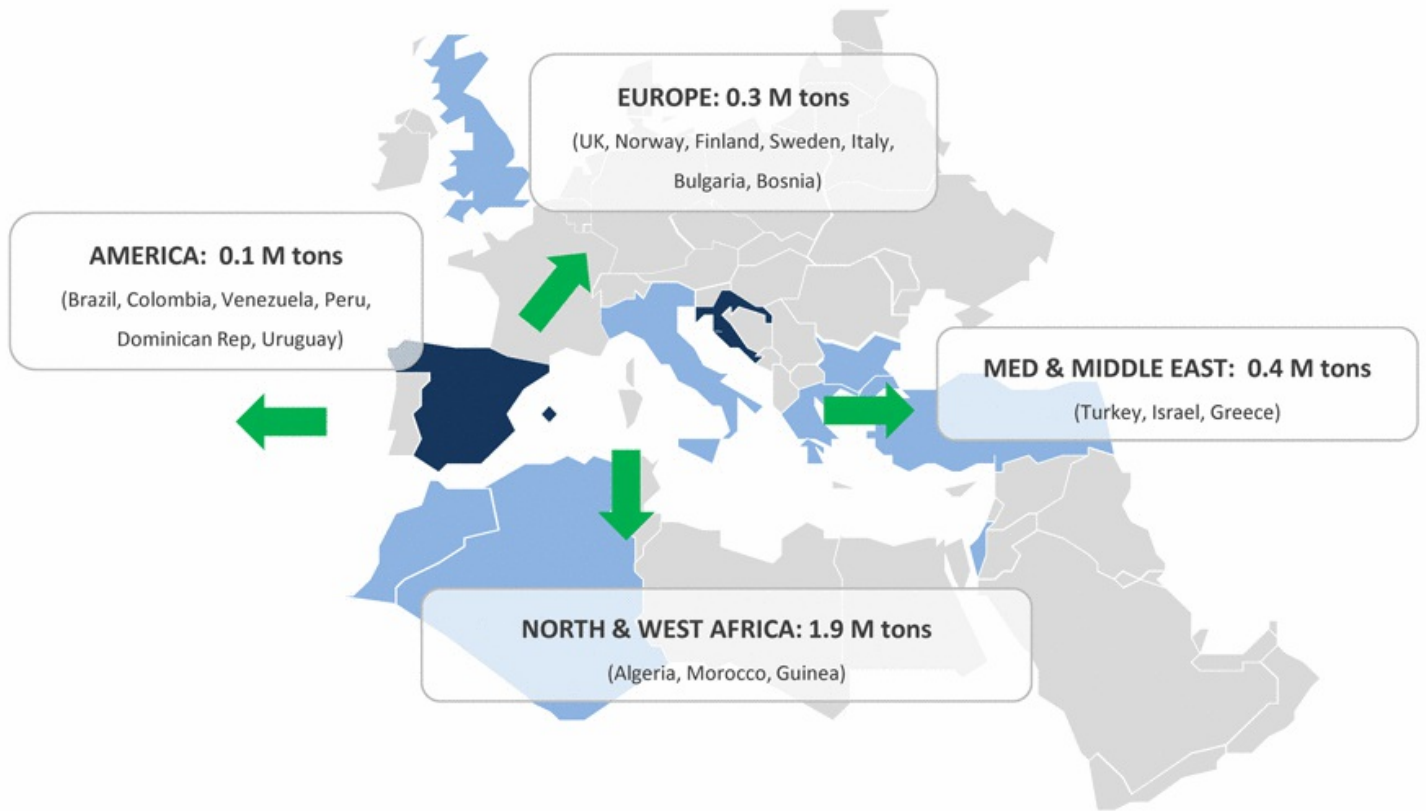 EUROPE: 0.3 M tons
(UK, Norway, Finland, Sweden, Italy,
Bulgaria, Bosnia)
AMERICA: 0.1 M tons
(Brazil, Colombia, Venezuela, Peru,
Dominican Rep, Uruguay)
MED & MIDDLE EAST: 0.4 M tons
(Turkey, Israel, Greece)
NORTH & WEST AFRICA: 1.9 M tons
(Algeria, Morocco, Guinea)